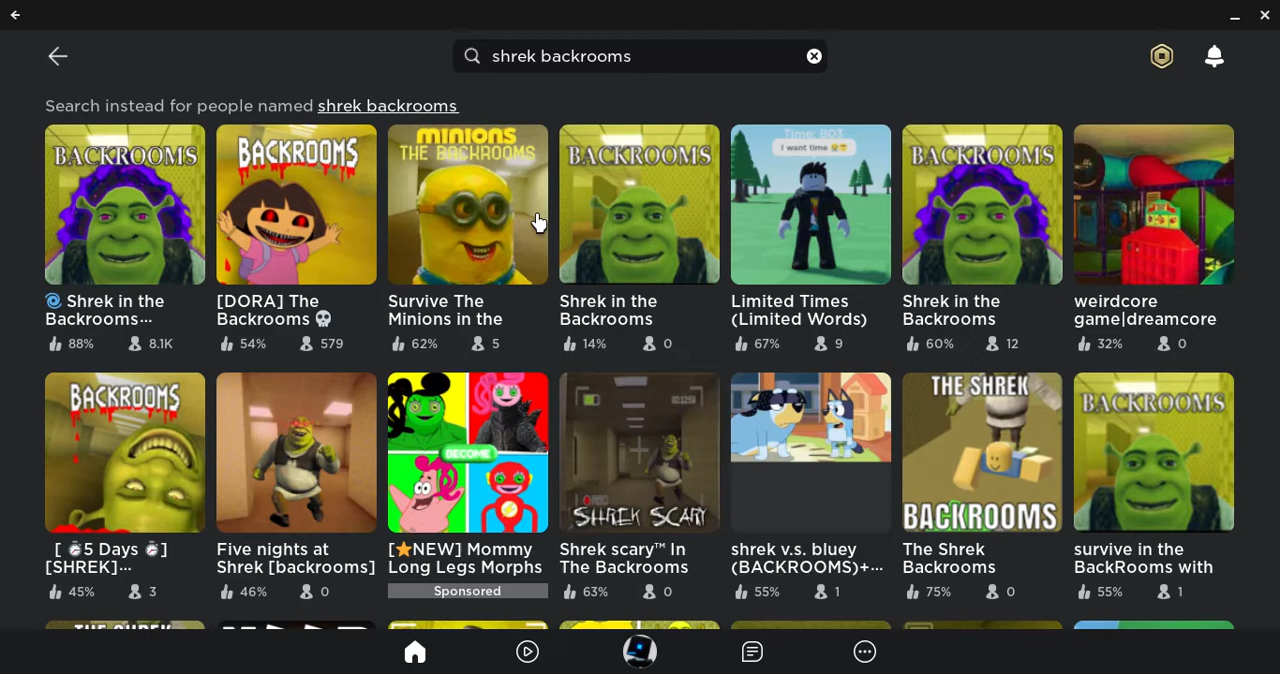 shrek backrooms
Search instead for people named shrek backrooms
BACKROOMS
BACKROOMS
minions
THE BACKROOMS
BACKROOMS
Time: 803
I want time 😭😷
BACKROOMS
🌀 Shrek in the
Backrooms...
[DORA] The
Backrooms 💀
Survive The
Minions in the
Shrek in the
Backrooms
Limited Times
(Limited Words)
Shrek in the
Backrooms
weirdcore
game|dreamcore
88% 8.1K
54% 579
62% 5
14% 0
67% 9
60% 12
32% 0
BACKROOMS
BECOME
REC
SHREK SCARY
THE SHREK
BACKROOMS
BACKROOMS
[ ⏱5 Days ⏱]
[SHREK]...
Five nights at
Shrek [backrooms]
[⭐NEW] Mommy
Long Legs Morphs
Shrek scary™ In
The Backrooms
shrek v.s. bluey
(BACKROOMS)+...
The Shrek
Backrooms
survive in the
BackRooms with
45% 3
46% 0
Sponsored
63% 0
55% 1
75% 0
55% 1